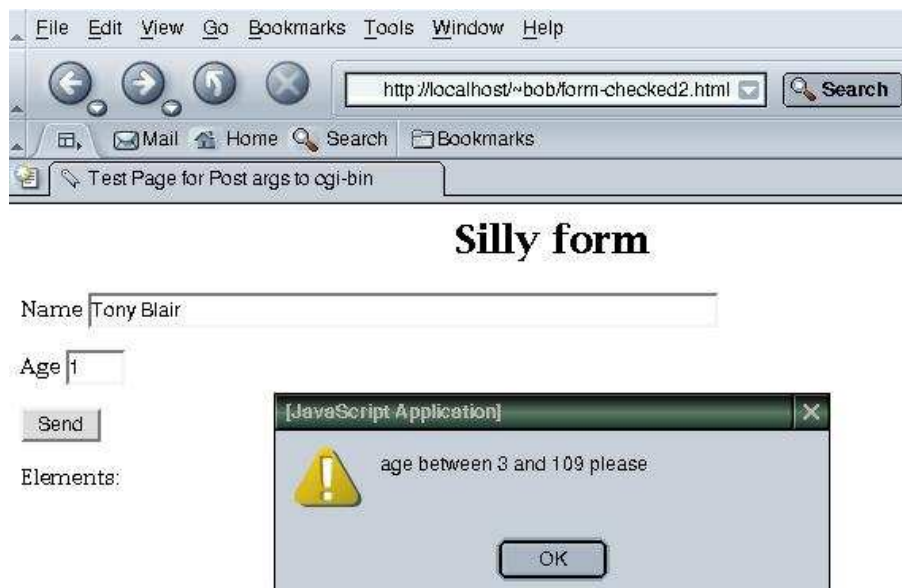 File Edit View Go Bookmarks Tools Window Help
http://localhost/~bob/form-checked2.html Search
Mail Home Search Bookmarks
Test Page for Post args to cgi-bin
Silly form
Name Tony Blair
Age 1
Send
[JavaScript Application]
age between 3 and 109 please
Elements:
OK